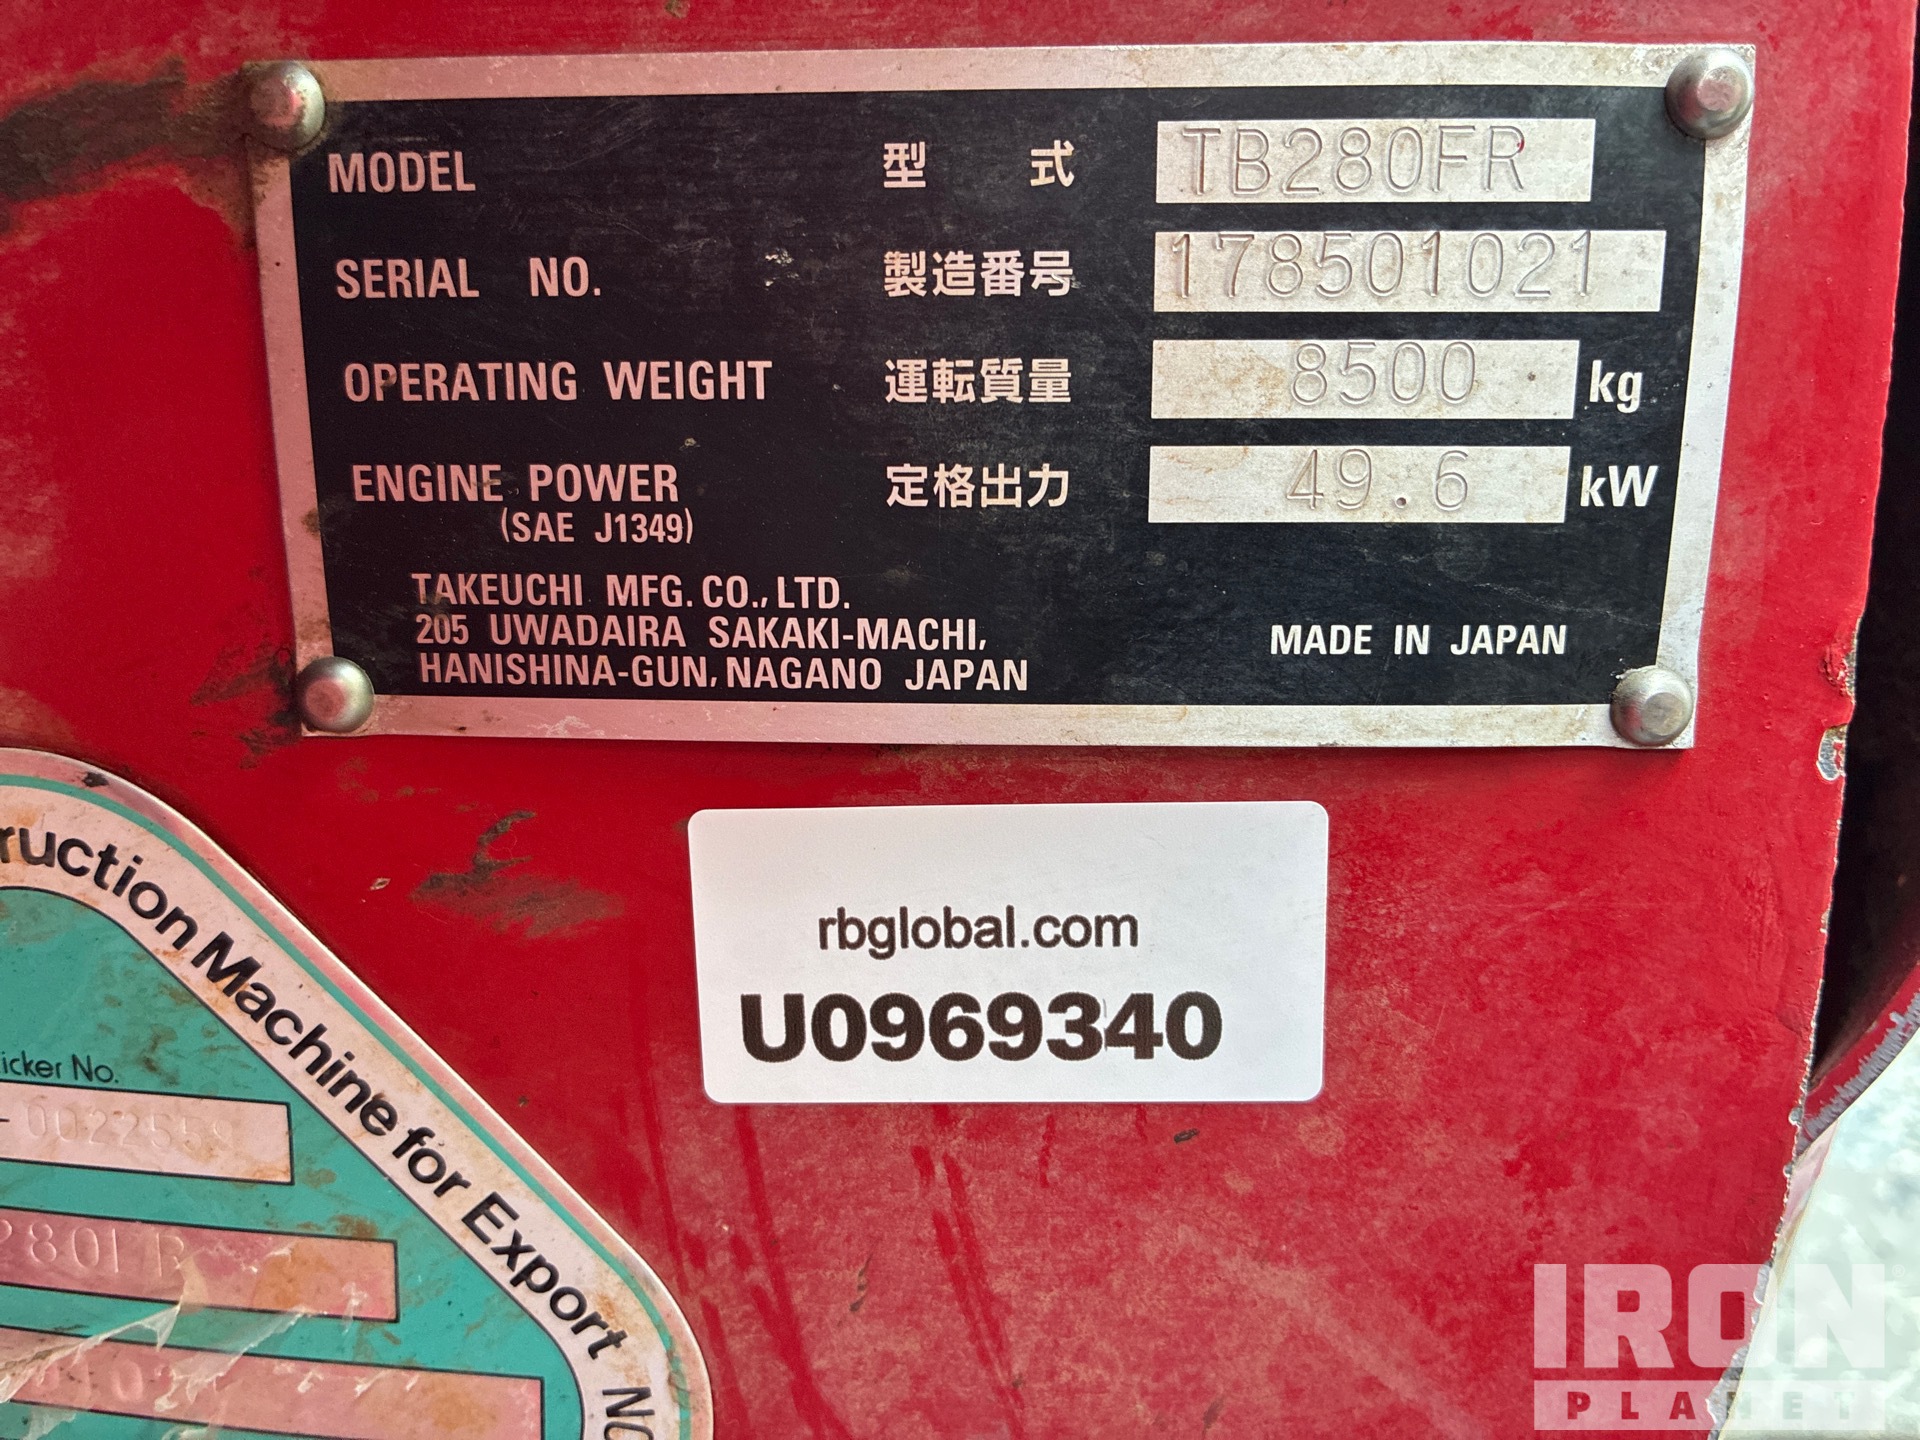 MODEL 型 式 TB280FR
SERIAL NO. 製造番号 178501021
OPERATING WEIGHT 運転質量 8500 kg
ENGINE POWER 定格出力 49.6 kW
(SAE J1349)
TAKEUCHI MFG. CO., LTD.
205 UWADAIRA SAKAKI-MACHI,
HANISHINA-GUN, NAGANO JAPAN
MADE IN JAPAN
rbglobal.com
U0969340
ruction Machine for Export
icker No.
-0022559
280FR
IRON
PLANET